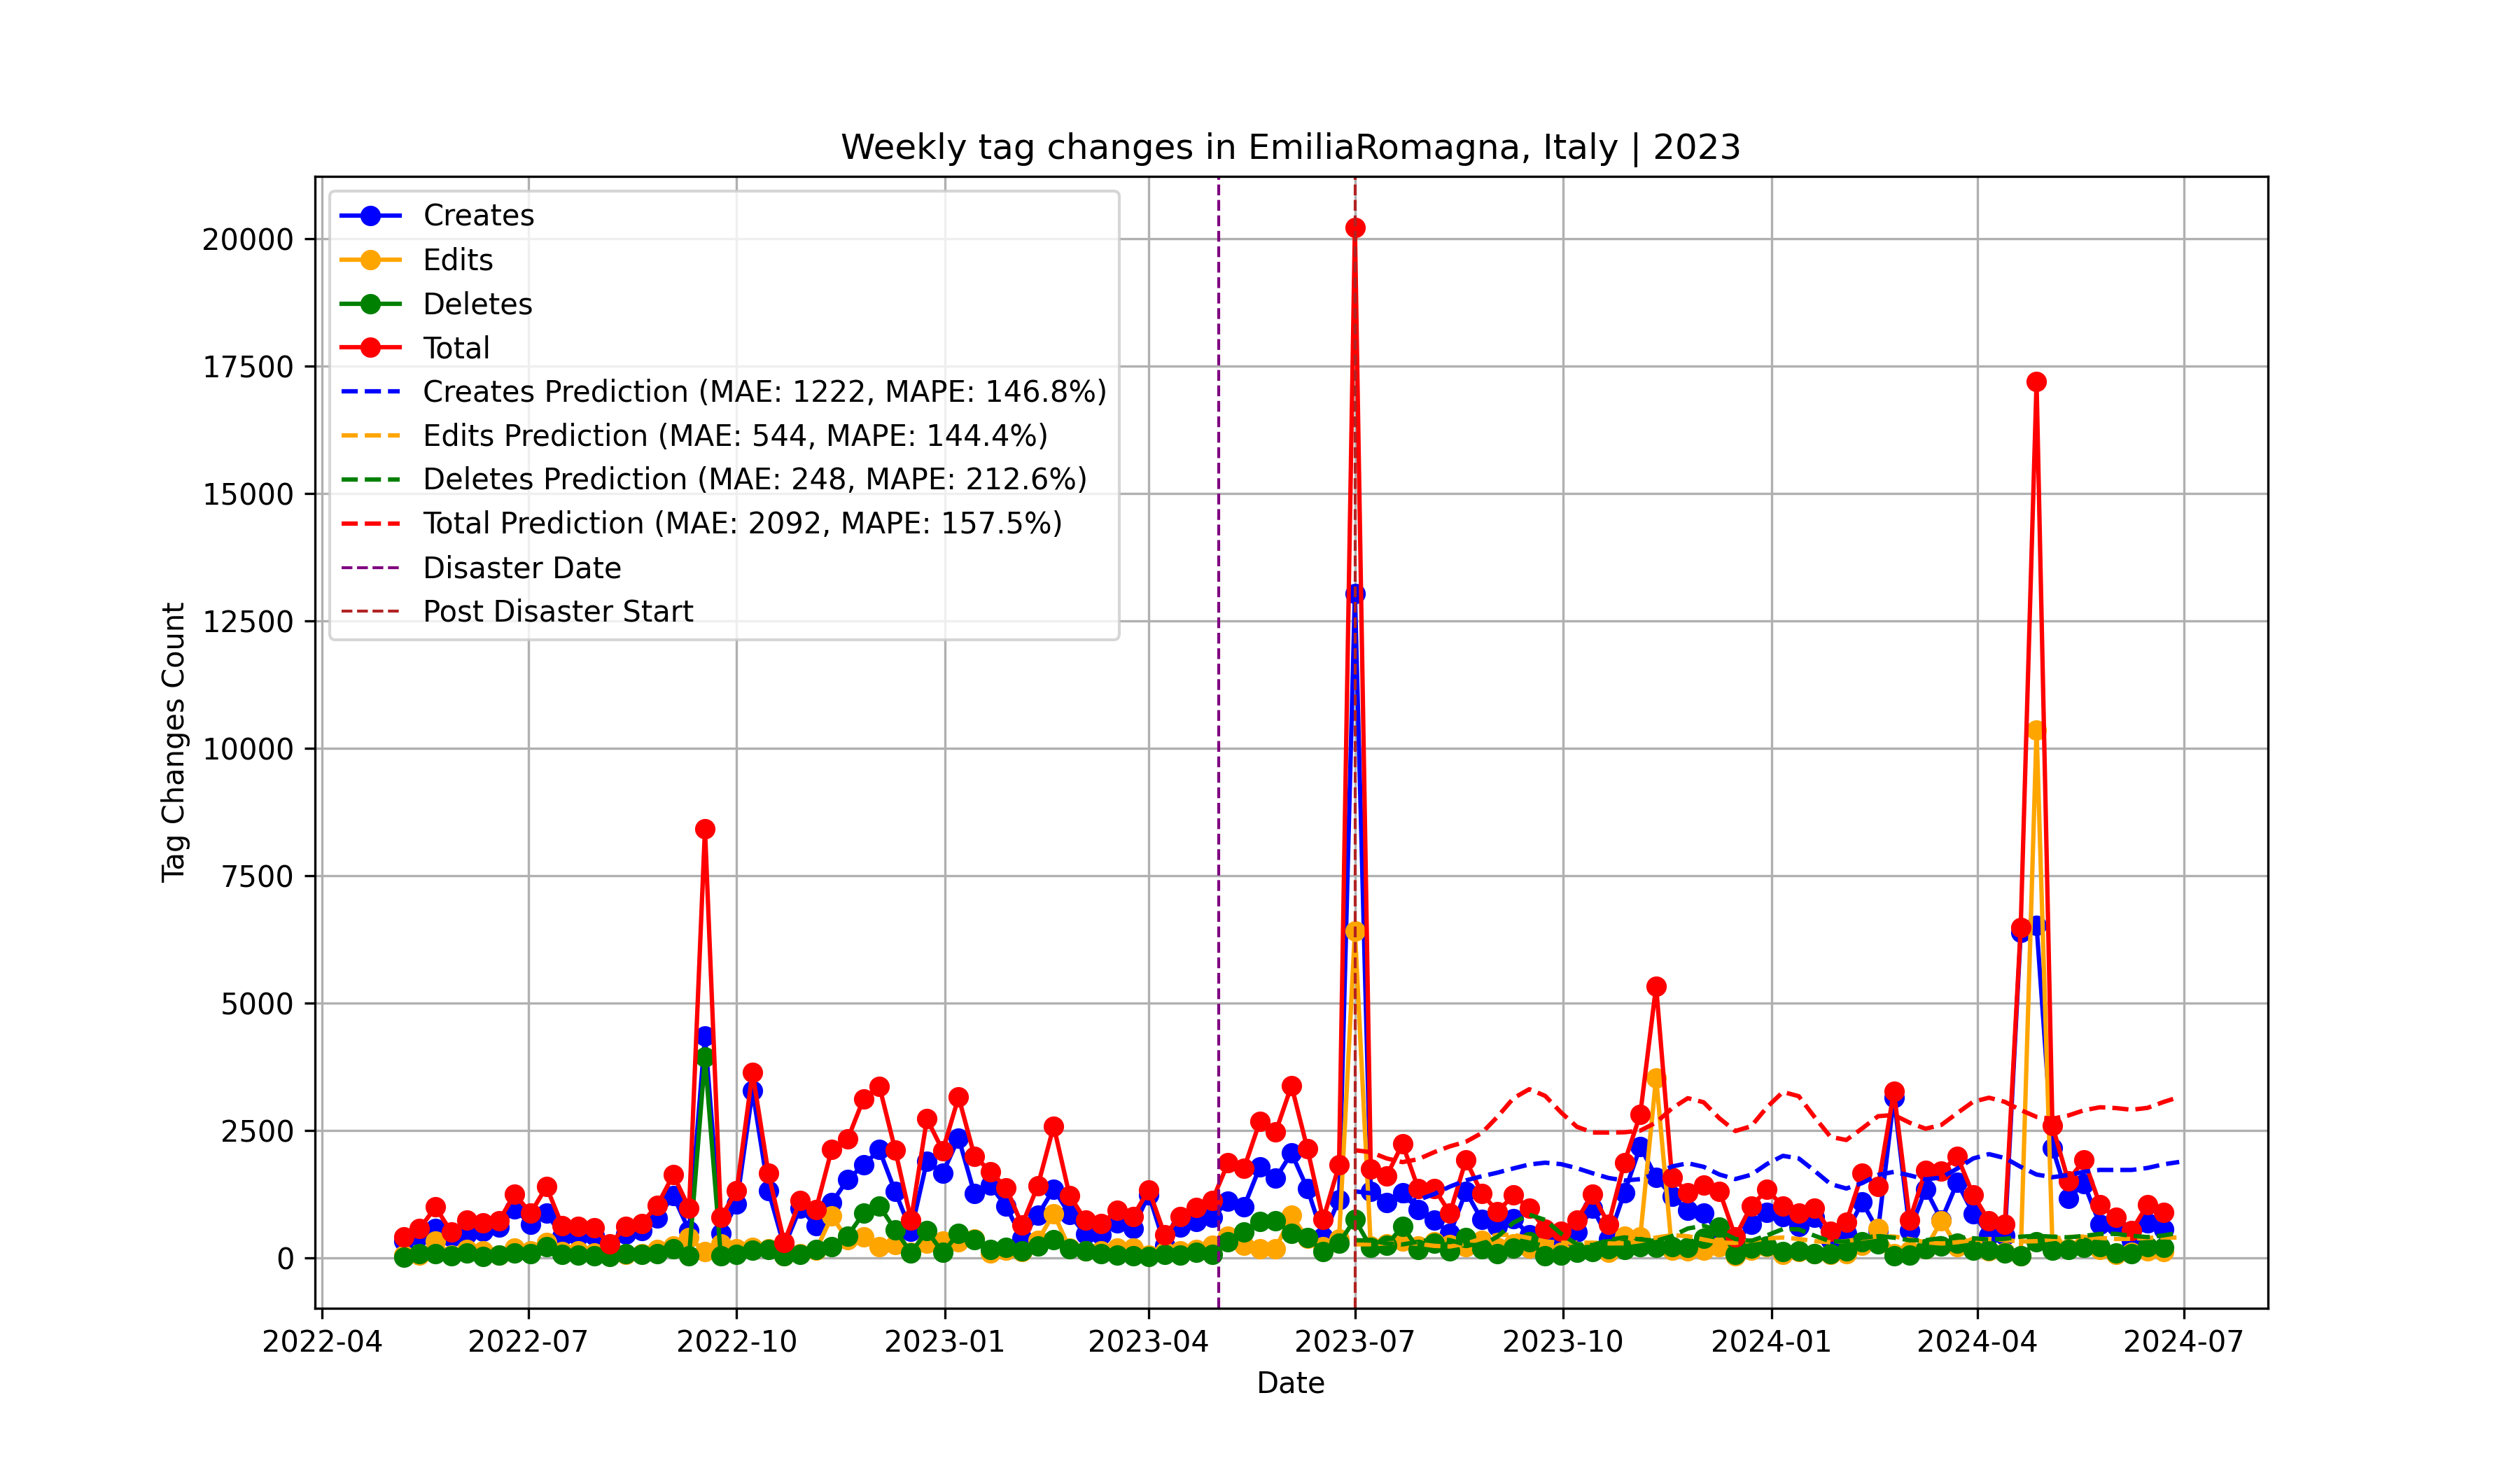 Weekly tag changes in EmiliaRomagna, Italy | 2023
Creates
Edits
Deletes
Total
Creates Prediction (MAE: 1222, MAPE: 146.8%)
Edits Prediction (MAE: 544, MAPE: 144.4%)
Deletes Prediction (MAE: 248, MAPE: 212.6%)
Total Prediction (MAE: 2092, MAPE: 157.5%)
Disaster Date
Post Disaster Start
Tag Changes Count
20000
17500
15000
12500
10000
7500
5000
2500
0
2022-04 2022-07 2022-10 2023-01 2023-04 2023-07 2023-10 2024-01 2024-04 2024-07
Date